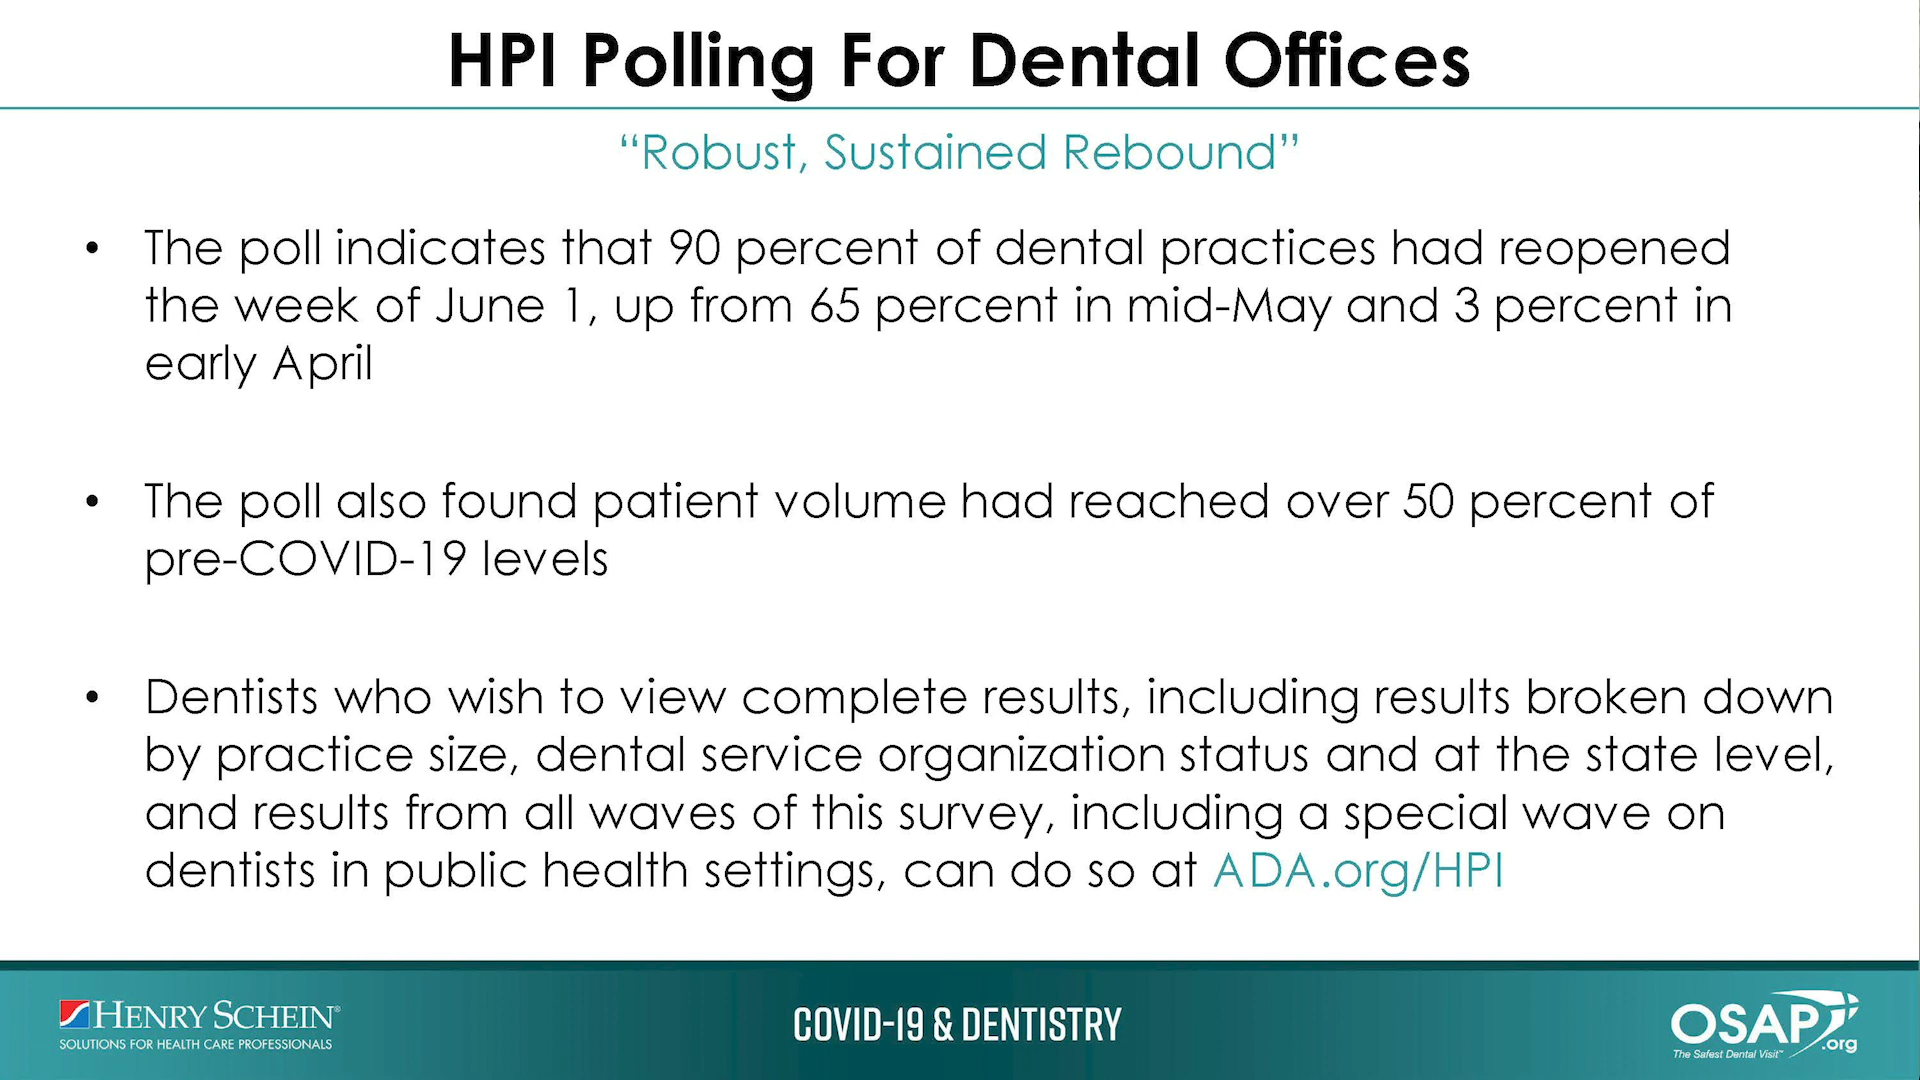 HPI Polling For Dental Offices
“Robust, Sustained Rebound”
• The poll indicates that 90 percent of dental practices had reopened
the week of June 1, up from 65 percent in mid-May and 3 percent in
early April
• The poll also found patient volume had reached over 50 percent of
pre-COVID-19 levels
• Dentists who wish to view complete results, including results broken down
by practice size, dental service organization status and at the state level,
and results from all waves of this survey, including a special wave on
dentists in public health settings, can do so at ADA.org/HPI
HENRY SCHEIN®
SOLUTIONS FOR HEALTH CARE PROFESSIONALS
COVID-19 & DENTISTRY
OSAP
.org
The Safest Dental Visit™